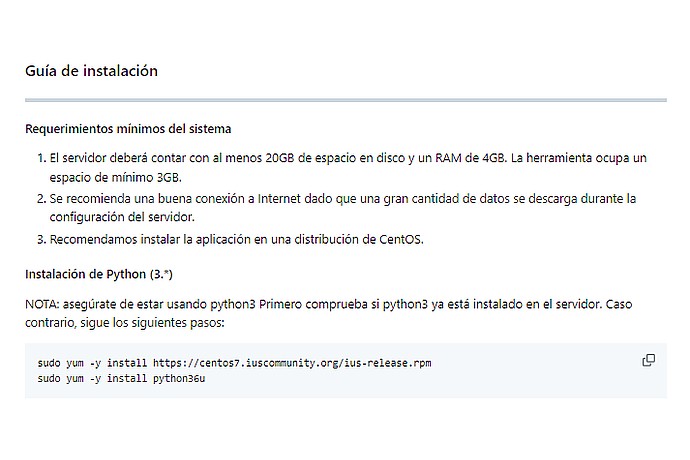 Guía de instalación
Requerimientos mínimos del sistema
1. El servidor deberá contar con al menos 20GB de espacio en disco y un RAM de 4GB. La herramienta ocupa un
espacio de mínimo 3GB.
2. Se recomienda una buena conexión a Internet dado que una gran cantidad de datos se descarga durante la
configuración del servidor.
3. Recomendamos instalar la aplicación en una distribución de CentOS.
Instalación de Python (3.*)
NOTA: asegúrate de estar usando python3 Primero comprueba si python3 ya está instalado en el servidor. Caso
contrario, sigue los siguientes pasos:
sudo yum -y install https://centos7.iuscommunity.org/ius-release.rpm
sudo yum -y install python36u